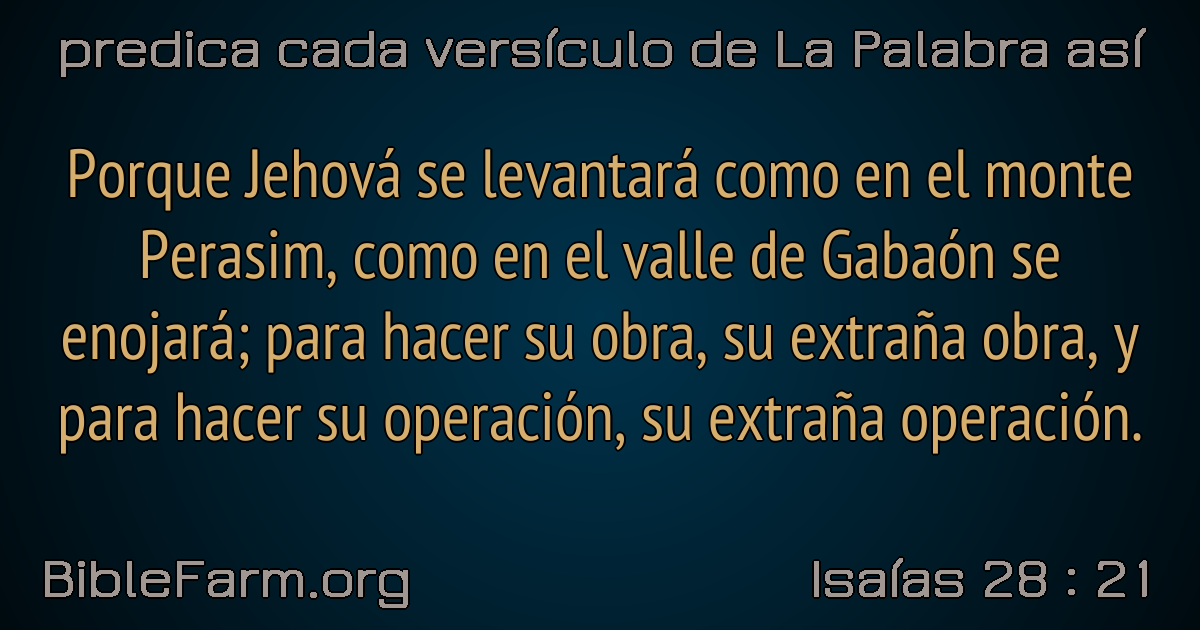 predica cada versículo de La Palabra así
Porque Jehová se levantará como en el monte
Perasim, como en el valle de Gabaón se
enojará; para hacer su obra, su extraña obra, y
para hacer su operación, su extraña operación.
BibleFarm.org
Isaías 28 : 21